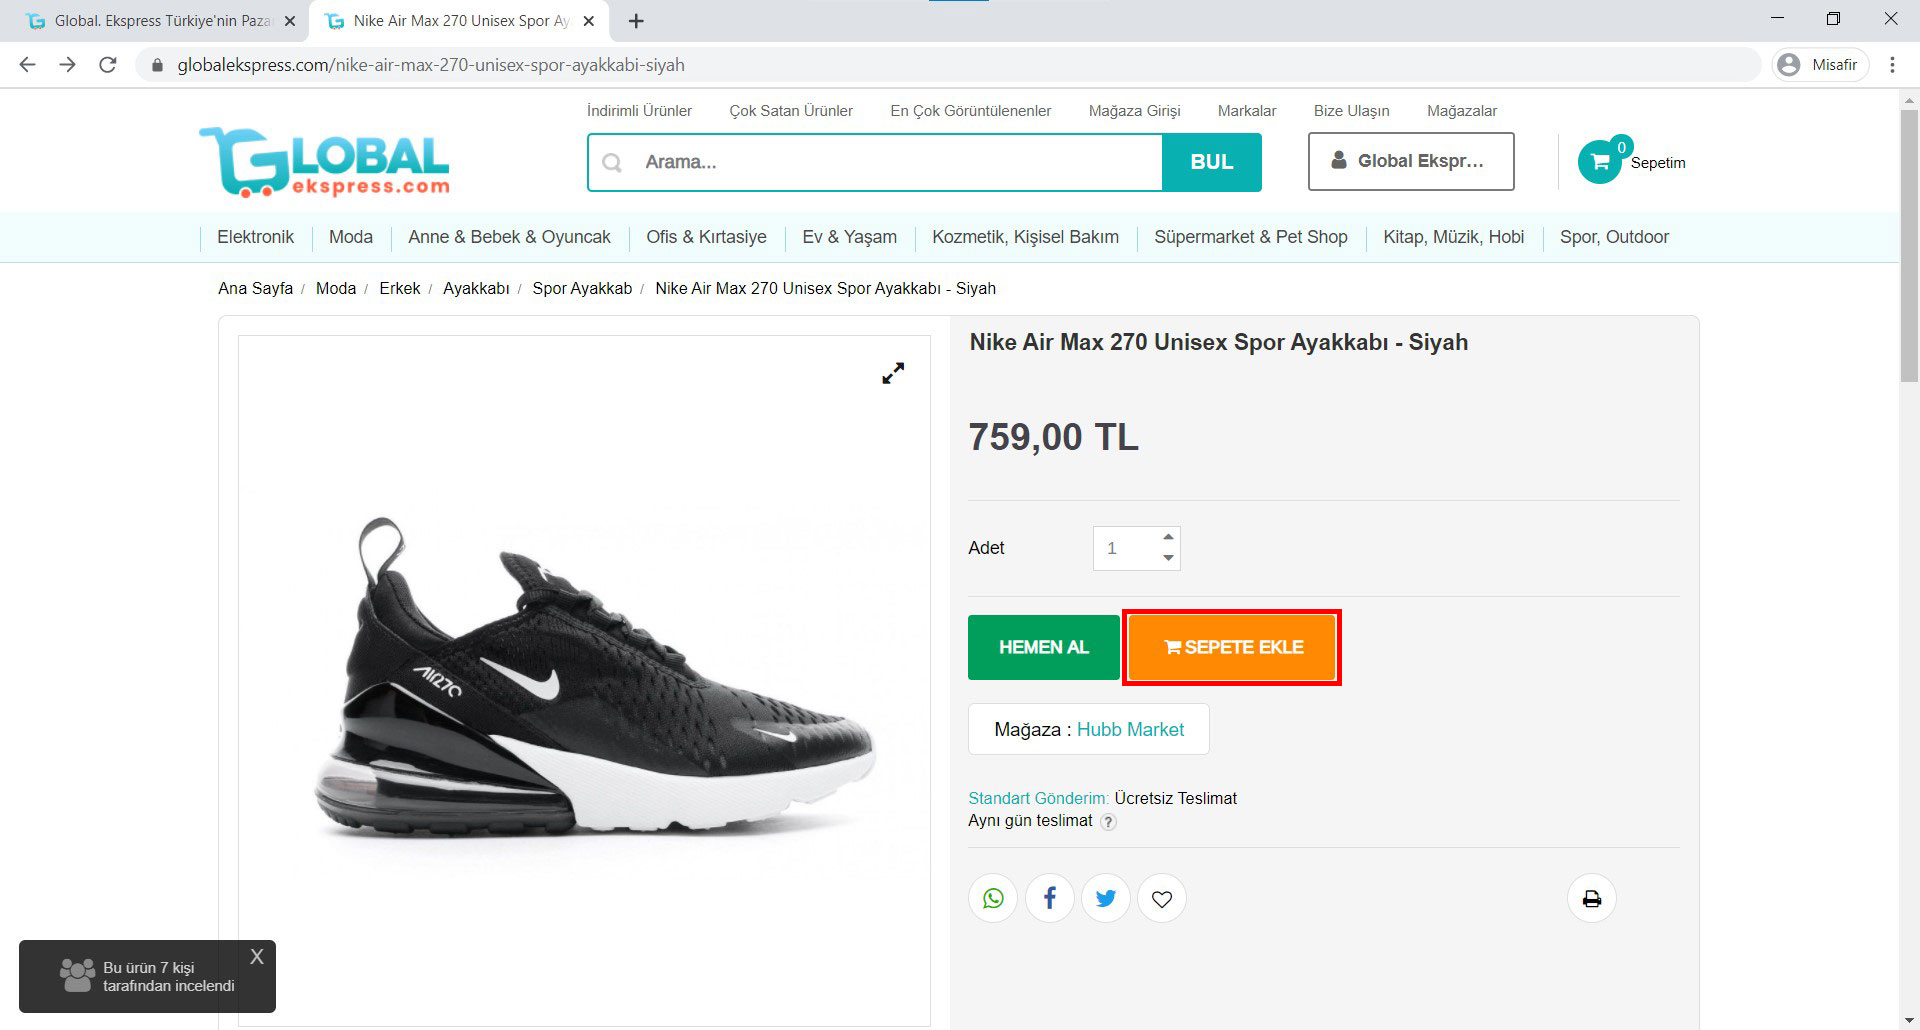 Global. Ekspress Türkiye'nin Paza
Nike Air Max 270 Unisex Spor Ay
globalekspress.com/nike-air-max-270-unisex-spor-ayakkabi-siyah
Misafir
İndirimli Ürünler
Çok Satan Ürünler
En Çok Görüntülenenler
Mağaza Girişi
Markalar
Bize Ulaşın
Mağazalar
GLOBAL
ekspress.com
Arama...
BUL
Global Ekspr...
0
Sepetim
Elektronik
Moda
Anne & Bebek & Oyuncak
Ofis & Kırtasiye
Ev & Yaşam
Kozmetik, Kişisel Bakım
Süpermarket & Pet Shop
Kitap, Müzik, Hobi
Spor, Outdoor
Ana Sayfa / Moda / Erkek / Ayakkabı / Spor Ayakkab / Nike Air Max 270 Unisex Spor Ayakkabı - Siyah
Nike Air Max 270 Unisex Spor Ayakkabı - Siyah
759,00 TL
Adet
1
HEMEN AL
SEPETE EKLE
AIR270
Mağaza : Hubb Market
Standart Gönderim: Ücretsiz Teslimat
Aynı gün teslimat ?
X
Bu ürün 7 kişi
tarafından incelendi